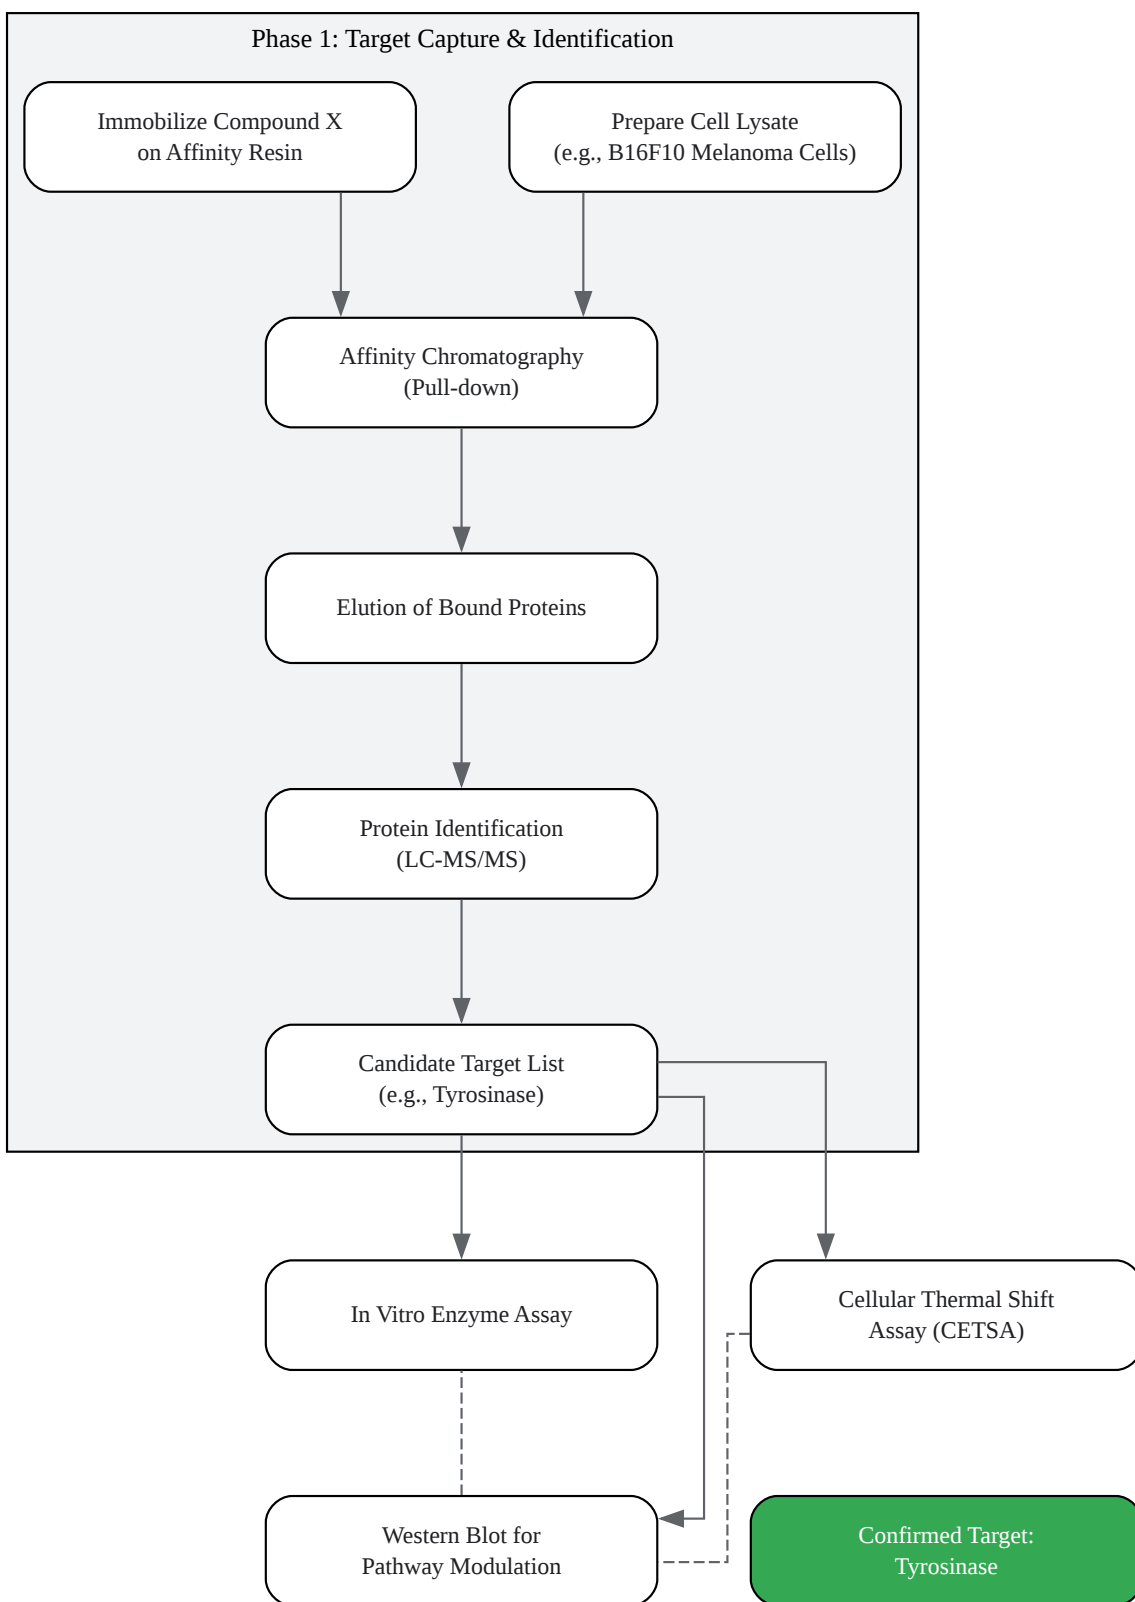 Phase 1: Target Capture & Identification
Immobilize Compound X
on Affinity Resin
Prepare Cell Lysate
(e.g., B16F10 Melanoma Cells)
Affinity Chromatography
(Pull-down)
Elution of Bound Proteins
Protein Identification
(LC-MS/MS)
Candidate Target List
(e.g., Tyrosinase)
In Vitro Enzyme Assay
Cellular Thermal Shift
Assay (CETSA)
Western Blot for
Pathway Modulation
Confirmed Target:
Tyrosinase